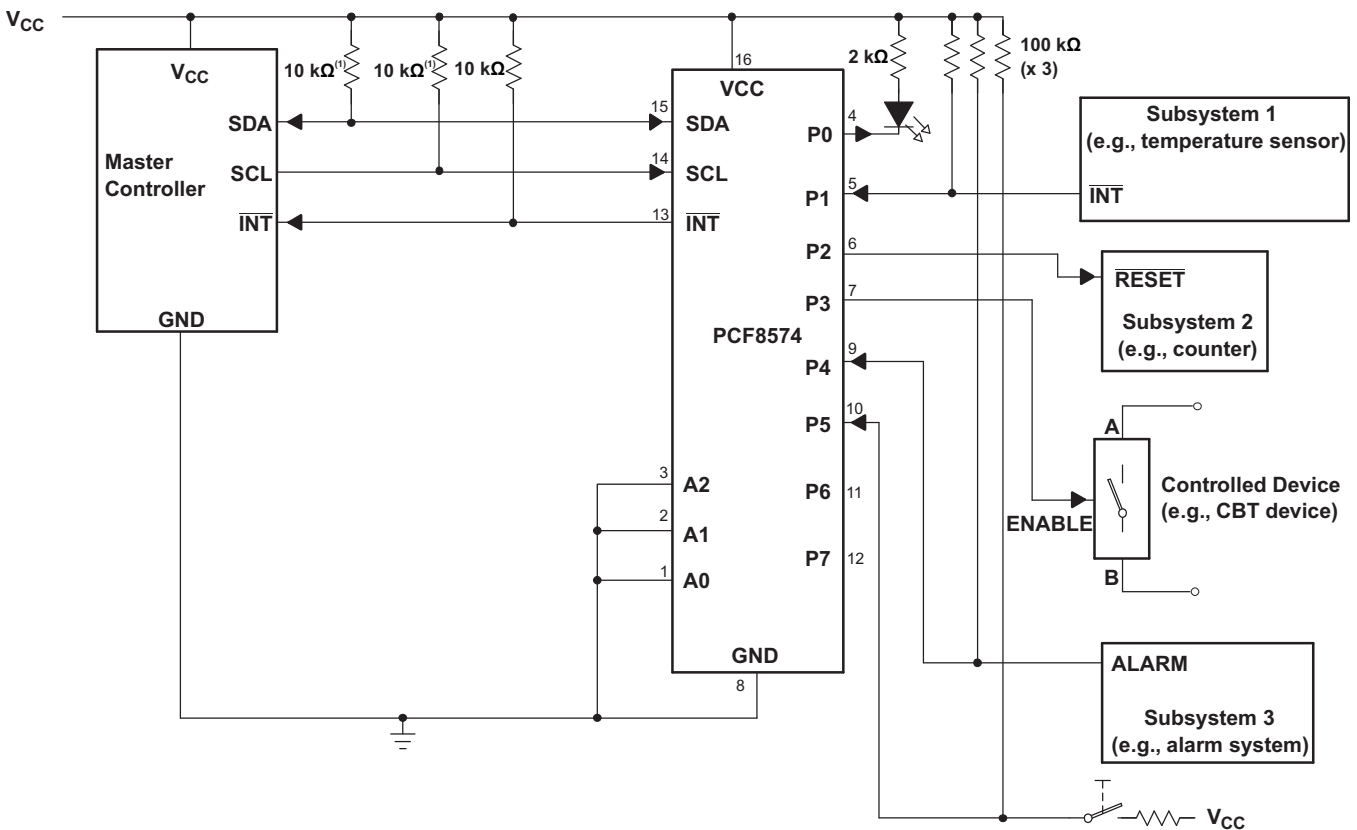 VCC
VCC
SDA
SCL
INT
Master
Controller
GND
10 kΩ(1)
10 kΩ(1)
10 kΩ
15
14
13
16
VCC
SDA
SCL
INT
PCF8574
3
A2
2
A1
1
A0
GND
8
P0
4
P1
5
P2
6
P3
7
P4
9
P5
10
P6
11
P7
12
2 kΩ
100 kΩ
(x 3)
Subsystem 1
(e.g., temperature sensor)
INT
RESET
Subsystem 2
(e.g., counter)
A
Controlled Device
(e.g., CBT device)
ENABLE
B
ALARM
Subsystem 3
(e.g., alarm system)
VCC